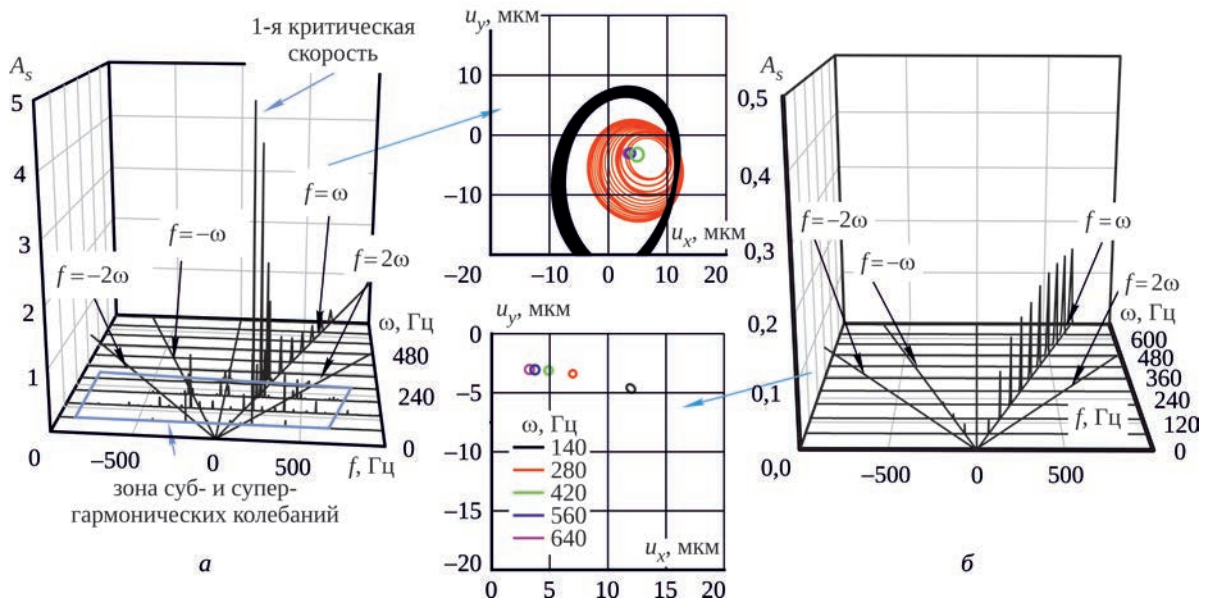 1-я критическая
скорость
A_s
5
4
3
2
1
0
f=ω
f=−ω
f=2ω
f=−2ω
ω, Гц
480
240
0
−500
0
500
f, Гц
зона суб- и супер-
гармонических колебаний
а
u_y, мкм
10
0
−10
u_x, мкм
−20
−10
0
10
20
u_y, мкм
0
−5
−10
−15
−20
ω, Гц
140
280
420
560
640
u_x, мкм
0
5
10
15
20
A_s
0,5
0,4
0,3
0,2
0,1
0,0
f=−2ω
f=−ω
f=ω
f=2ω
ω, Гц
600
480
360
240
120
0
f, Гц
−500
0
500
б